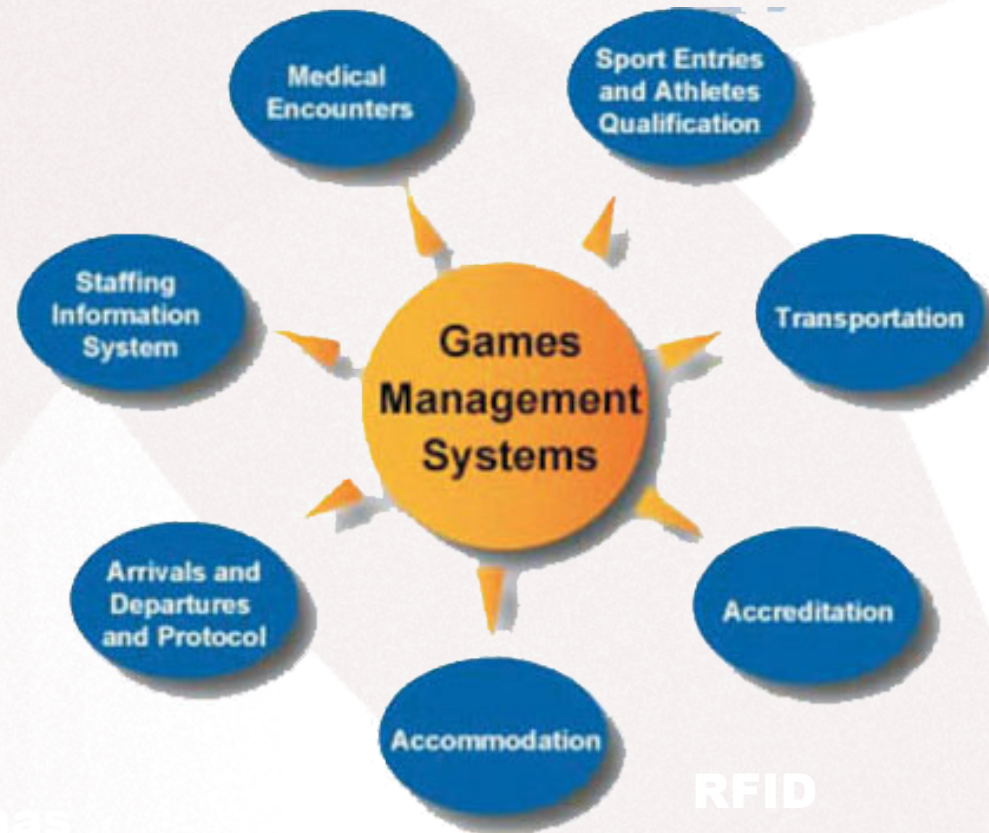 Medical
Encounters
Sport Entries
and Athletes
Qualification
Staffing
Information
System
Games
Management
Systems
Transportation
Arrivals and
Departures
and Protocol
Accreditation
Accommodation
RFID